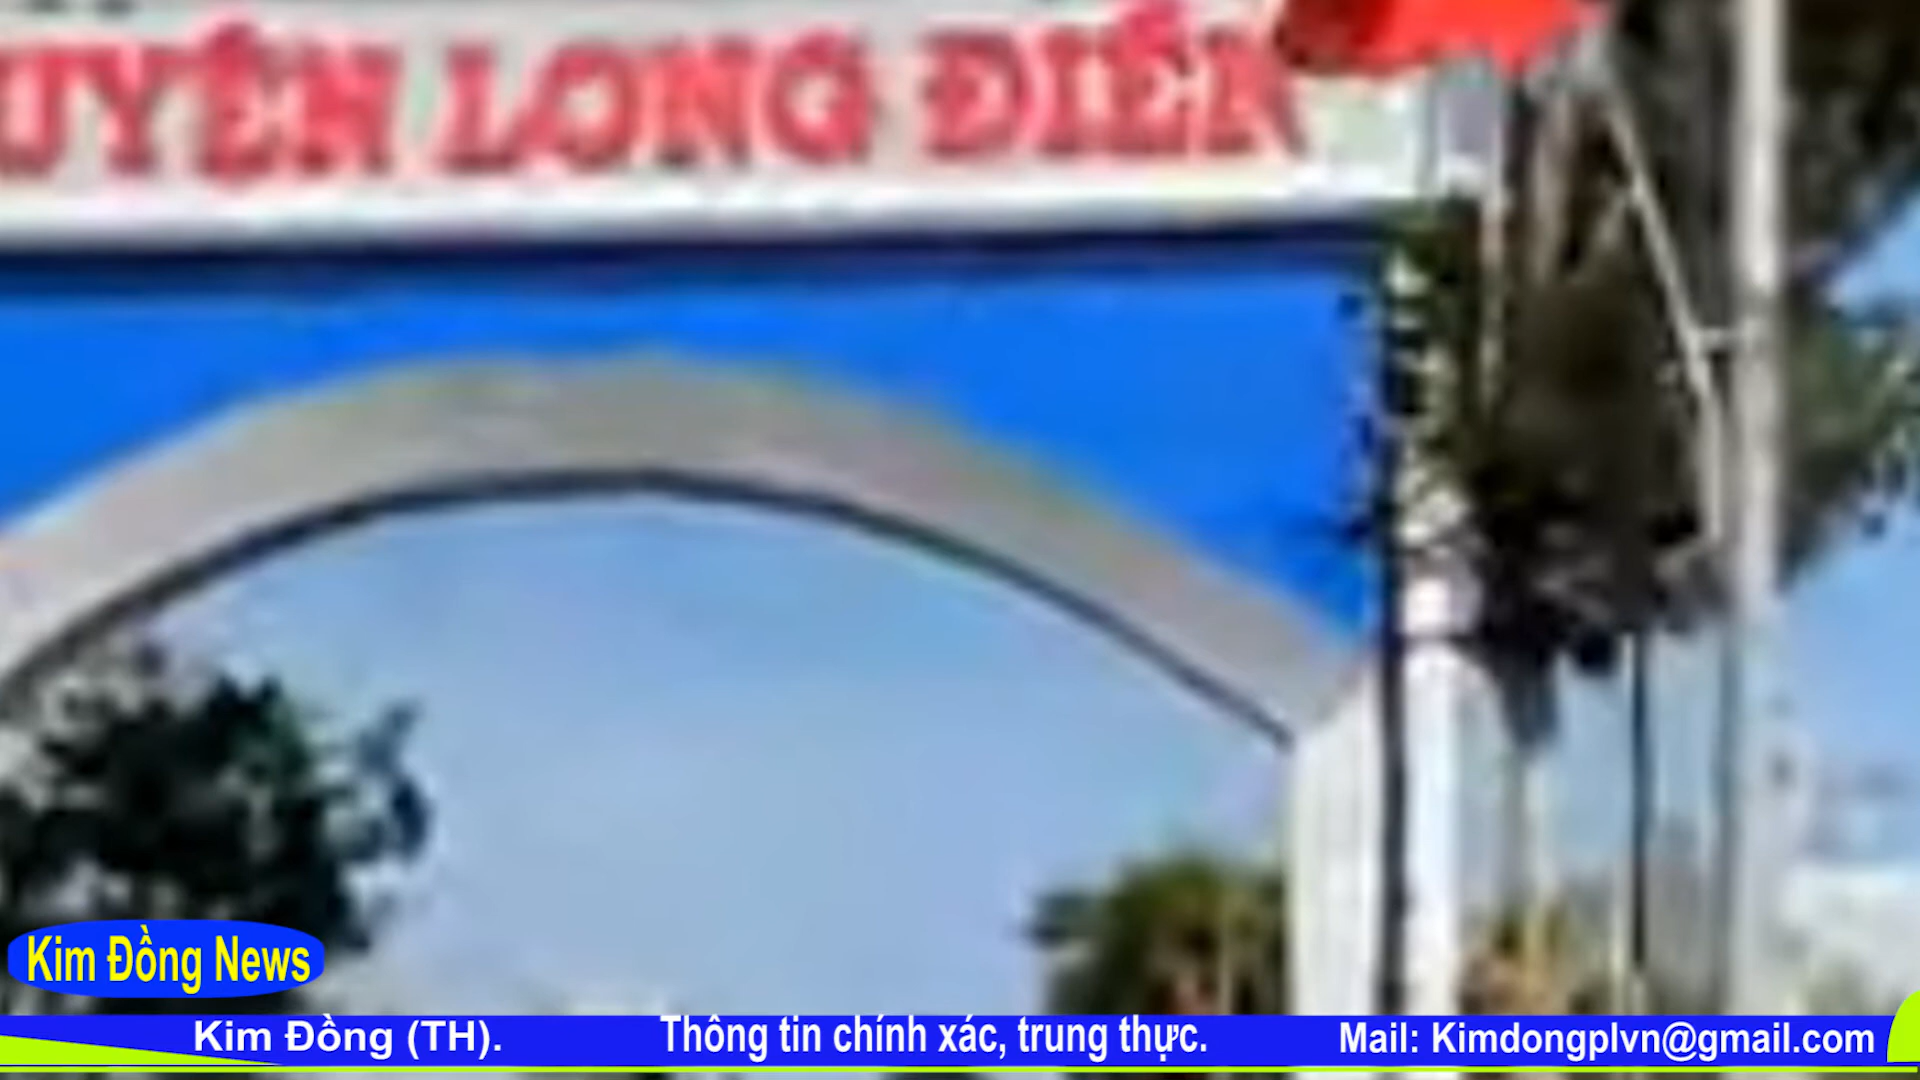 UYỆN LONG ĐIỀN
Kim Đồng News
Kim Đồng (TH). Thông tin chính xác, trung thực. Mail: Kimdongplvn@gmail.com